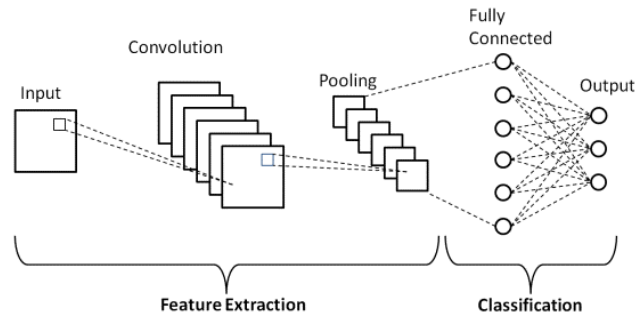 Convolution
Input
Pooling
Fully
Connected
Output
Feature Extraction
Classification